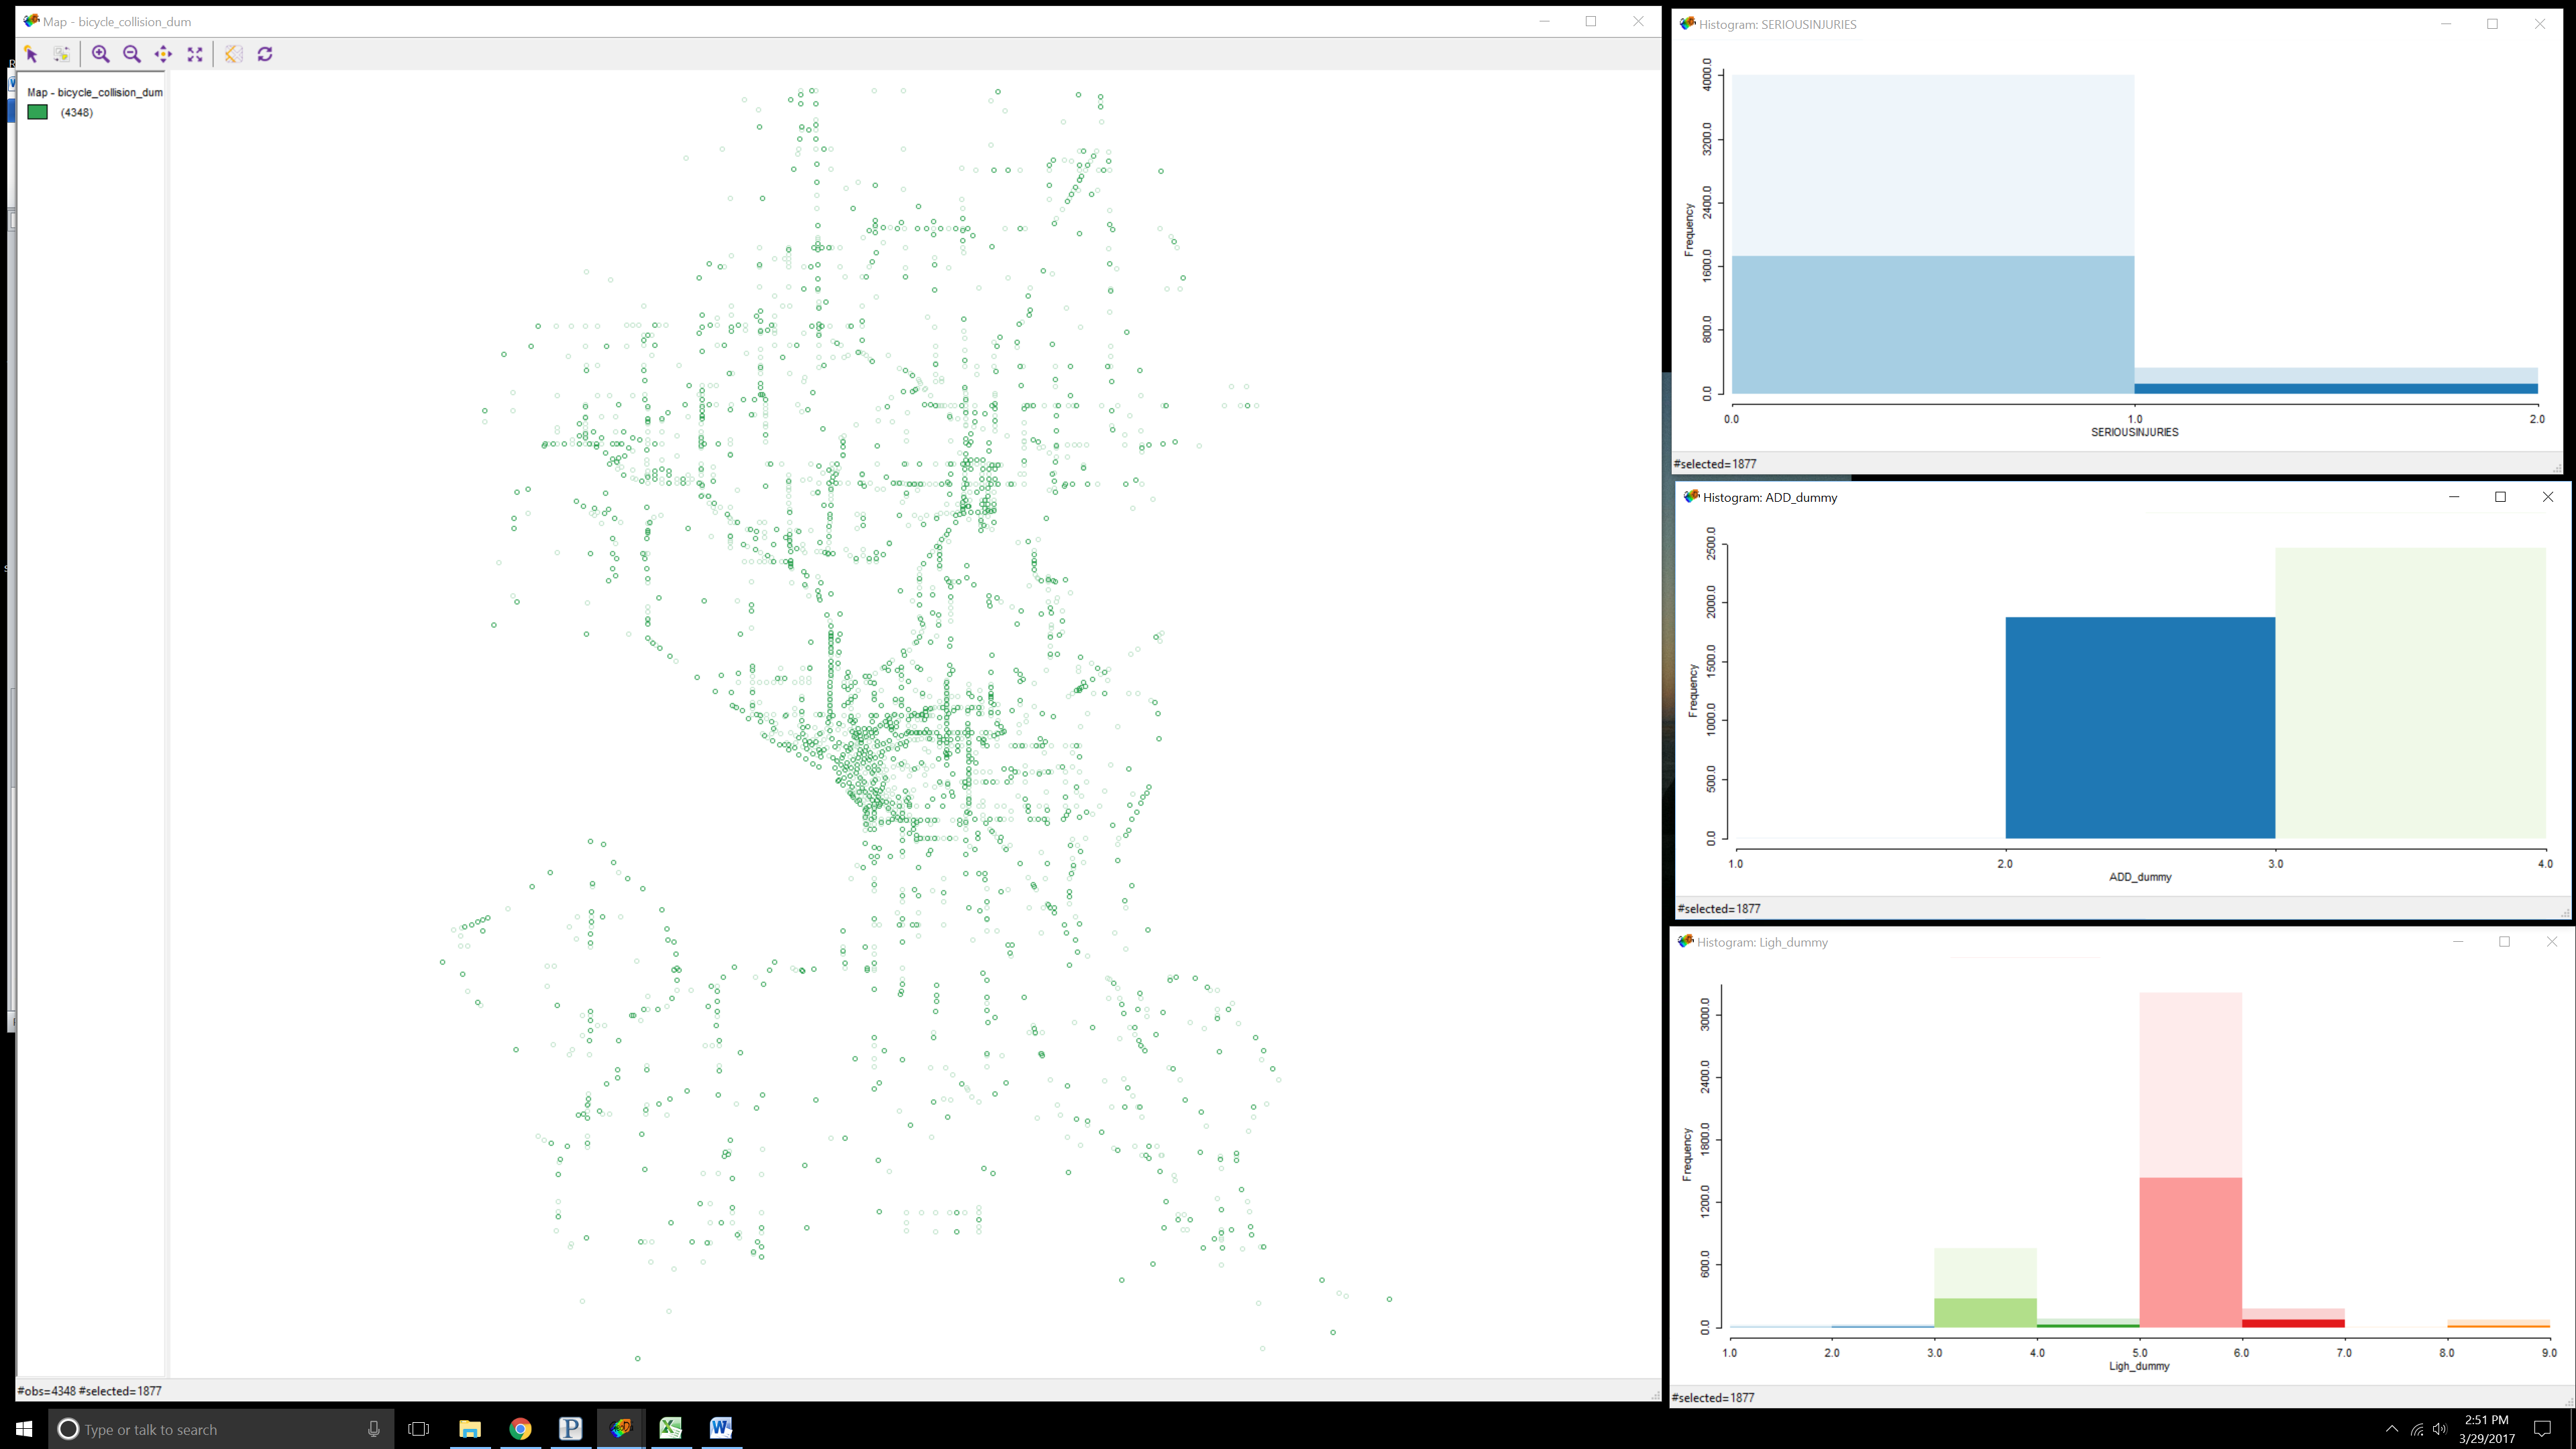 Map - bicycle_collision_dum
Map - bicycle_collision_dum
(4348)
#obs=4348 #selected=1877
Histogram: SERIOUSINJURIES
4000.0
3200.0
2400.0
1600.0
800.0
0.0
Frequency
0.0 1.0 2.0
SERIOUSINJURIES
#selected=1877
Histogram: ADD_dummy
2500.0
2000.0
1500.0
1000.0
500.0
0.0
Frequency
1.0 2.0 3.0 4.0
ADD_dummy
#selected=1877
Histogram: Ligh_dummy
3000.0
2400.0
1800.0
1200.0
600.0
0.0
Frequency
1.0 2.0 3.0 4.0 5.0 6.0 7.0 8.0 9.0
Ligh_dummy
#selected=1877
Type or talk to search
2:51 PM
3/29/2017